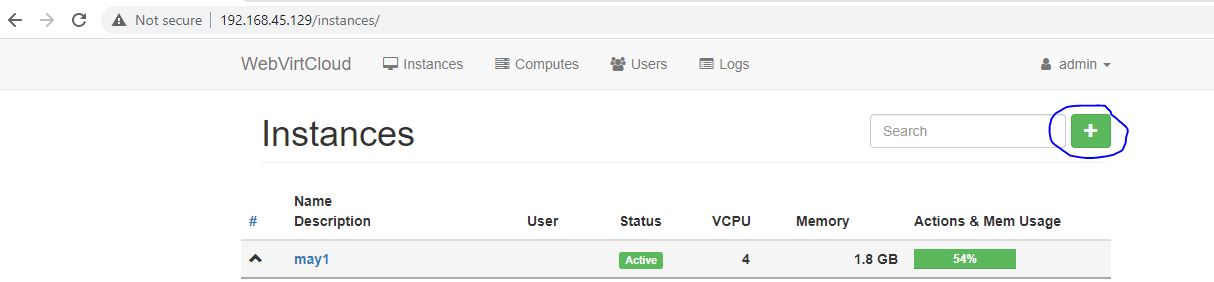 Not secure | 192.168.45.129/instances/
WebVirtCloud Instances Computes Users Logs admin
Instances Search +
Name
# Description User Status VCPU Memory Actions & Mem Usage
may1 Active 4 1.8 GB 54%